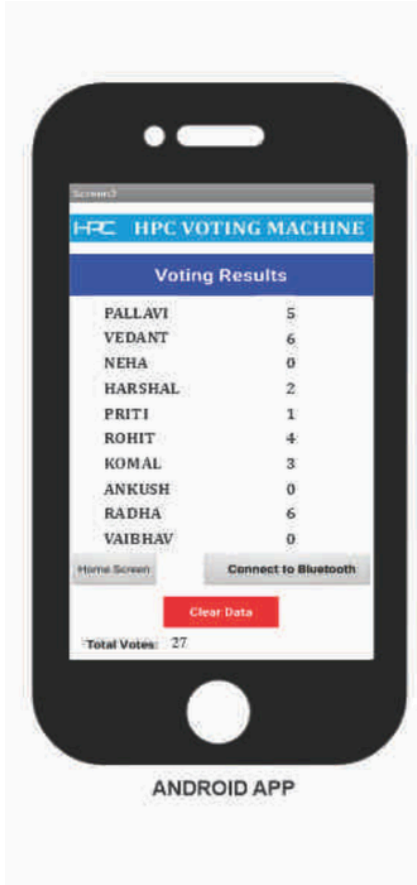 Screen3
HPC HPC VOTING MACHINE
Voting Results
PALLAVI 5
VEDANT 6
NEHA 0
HARSHAL 2
PRITI 1
ROHIT 4
KOMAL 3
ANKUSH 0
RADHA 6
VAIBHAV 0
Home Screen Connect to Bluetooth
Clear Data
Total Votes: 27
ANDROID APP